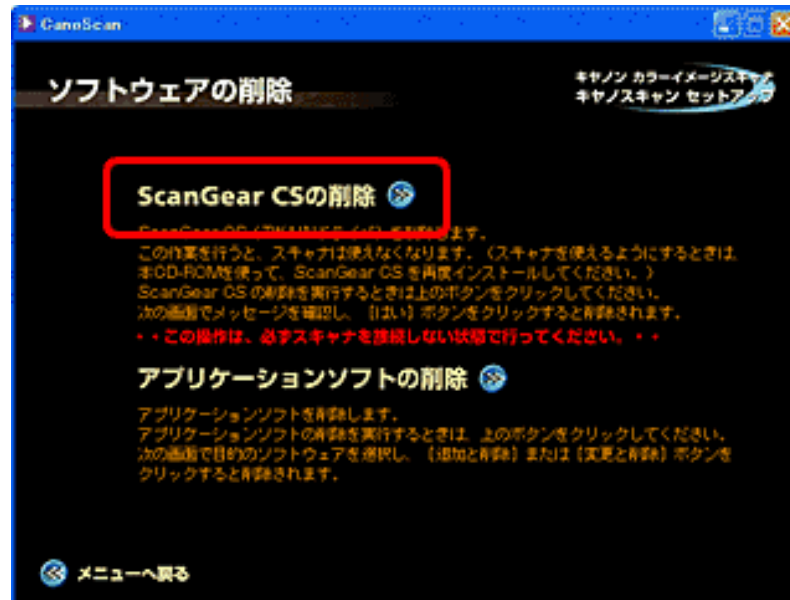 CanoScan
ソフトウェアの削除
キヤノン カラーイメージスキャナ
キヤノスキャン セットアップ
ScanGear CSの削除
ScanGear CS を削除します。
この作業を行うと、スキャナは使えなくなります。（スキャナを使えるようにするときは
本CD-ROMを使って、ScanGear CS を再度インストールしてください。）
ScanGear CS の削除を実行するときは上のボタンをクリックしてください。
次の画面でメッセージを確認し、［はい］ボタンをクリックすると削除されます。
・・この操作は、必ずスキャナを接続しない状態で行ってください。・・
アプリケーションソフトの削除
アプリケーションソフトを削除します。
アプリケーションソフトの削除を実行するときは、上のボタンをクリックしてください。
次の画面で目的のソフトウェアを選択し、［追加と削除］または［変更と削除］ボタンを
クリックすると削除されます。
メニューへ戻る